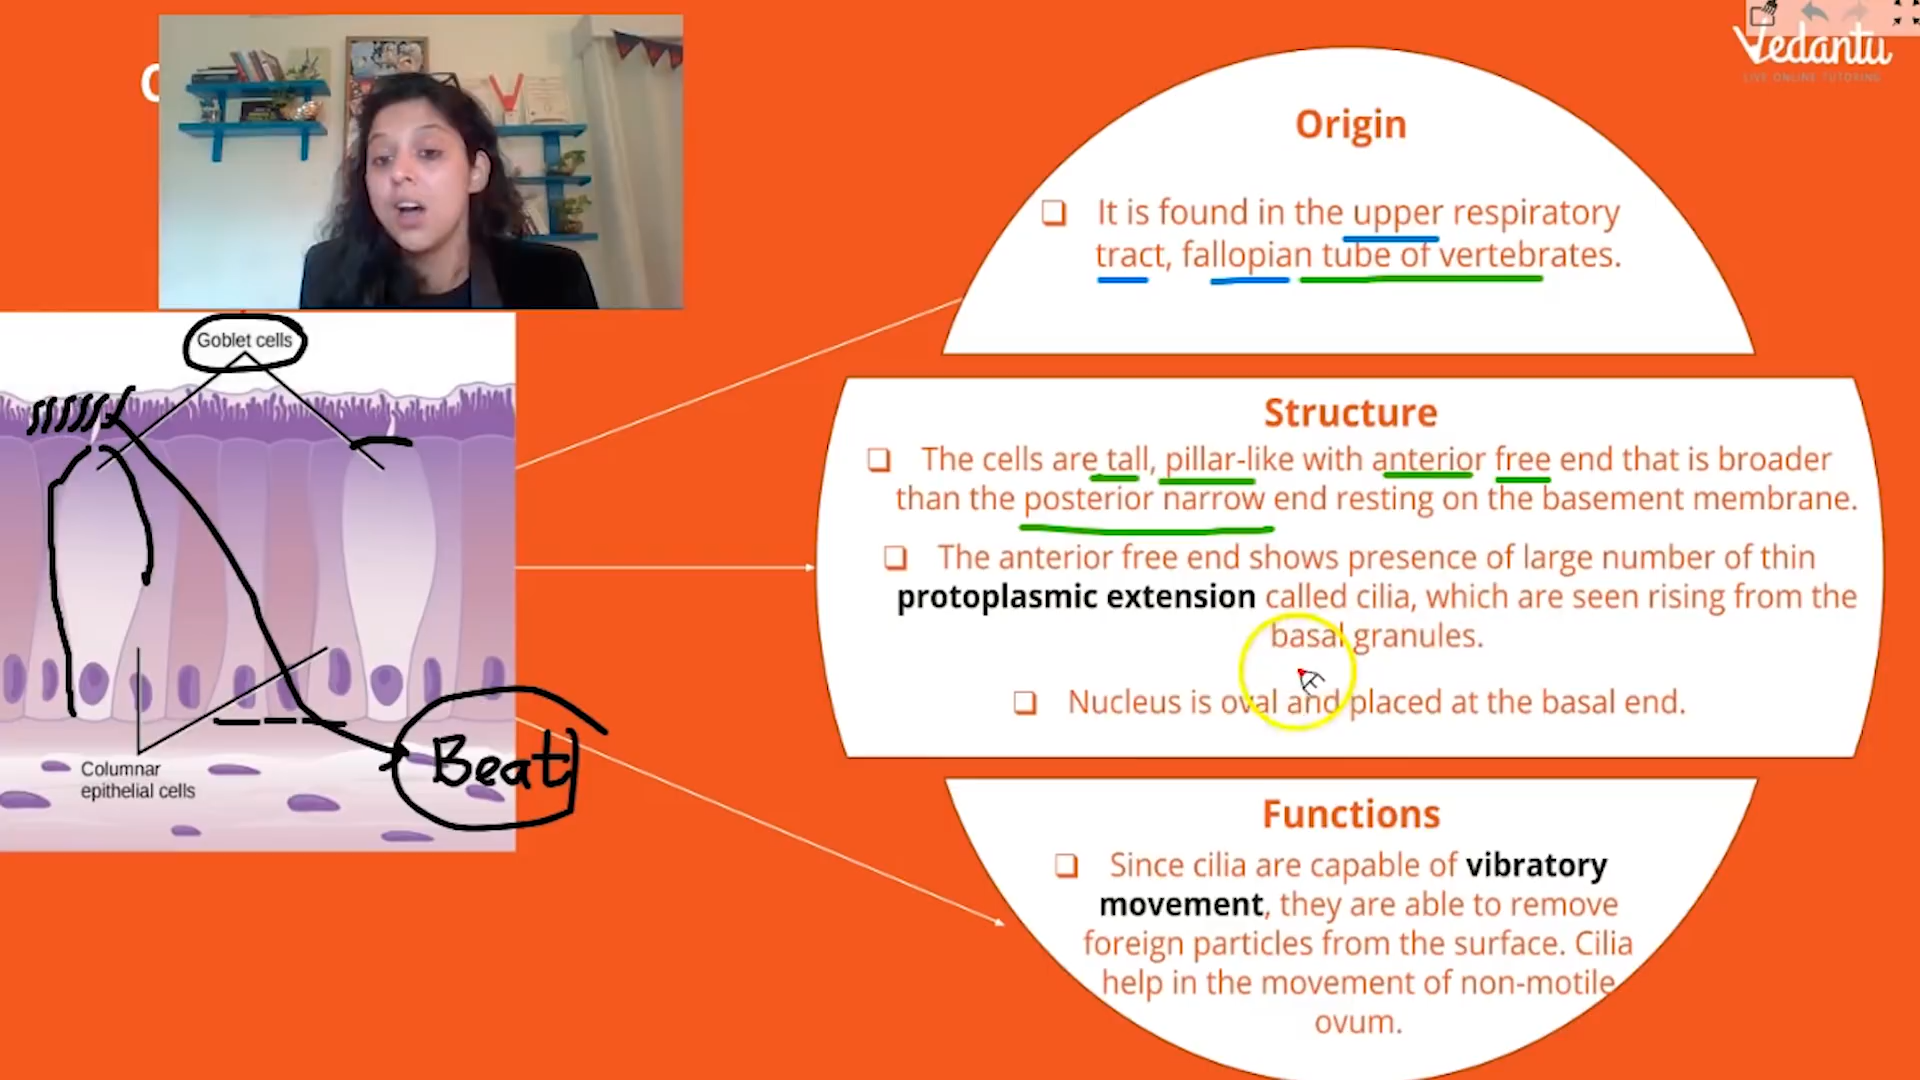 C
Vedantu
LIVE ONLINE TUTORING
Origin
❑ It is found in the upper respiratory
tract, fallopian tube of vertebrates.
Goblet cells
Structure
❑ The cells are tall, pillar-like with anterior free end that is broader
than the posterior narrow end resting on the basement membrane.
❑ The anterior free end shows presence of large number of thin
protoplasmic extension called cilia, which are seen rising from the
basal granules.
❑ Nucleus is oval and placed at the basal end.
Beat
Columnar
epithelial cells
Functions
❑ Since cilia are capable of vibratory
movement, they are able to remove
foreign particles from the surface. Cilia
help in the movement of non-motile
ovum.